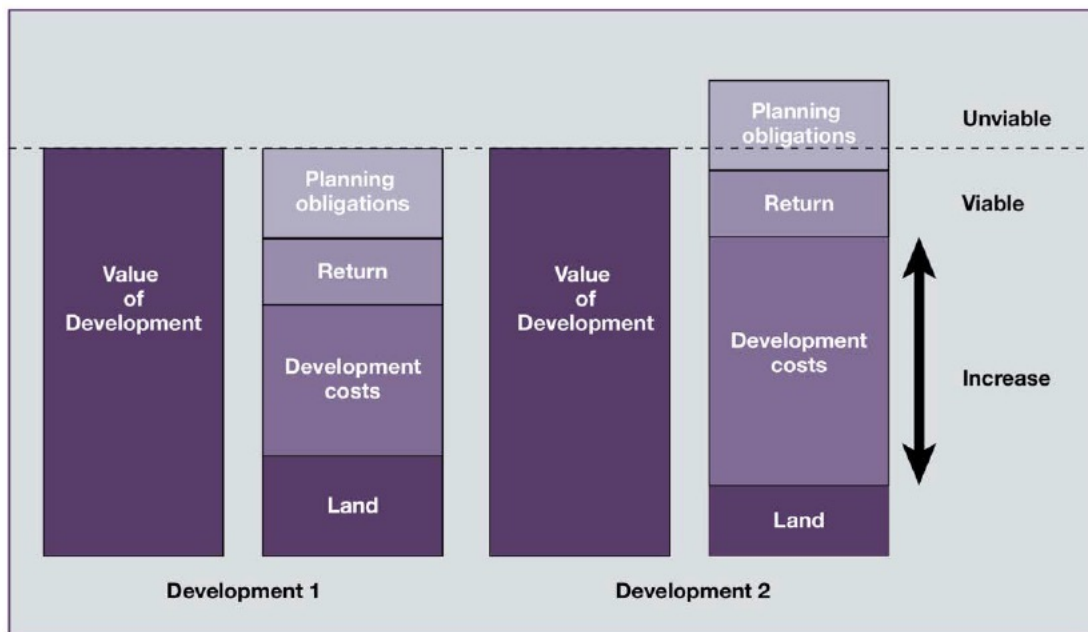 Value
of
Development
Planning
obligations
Return
Development
costs
Land
Development 1
Value
of
Development
Planning
obligations
Return
Development
costs
Land
Development 2
Unviable
Viable
Increase